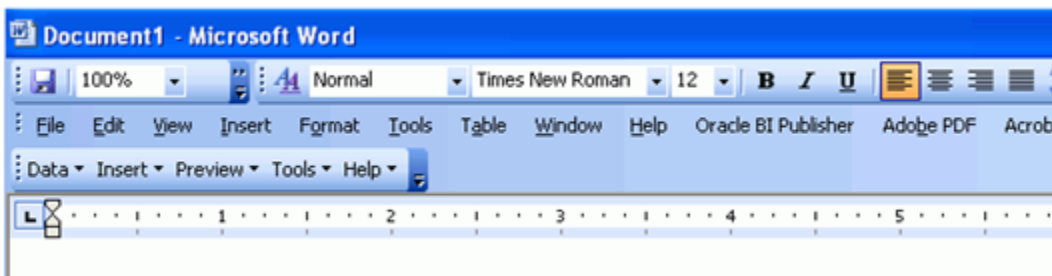 Document1 - Microsoft Word
100% Normal Times New Roman 12 B I U
File Edit View Insert Format Tools Table Window Help Oracle BI Publisher Adobe PDF Acrob
Data Insert Preview Tools Help
1 2 3 4 5